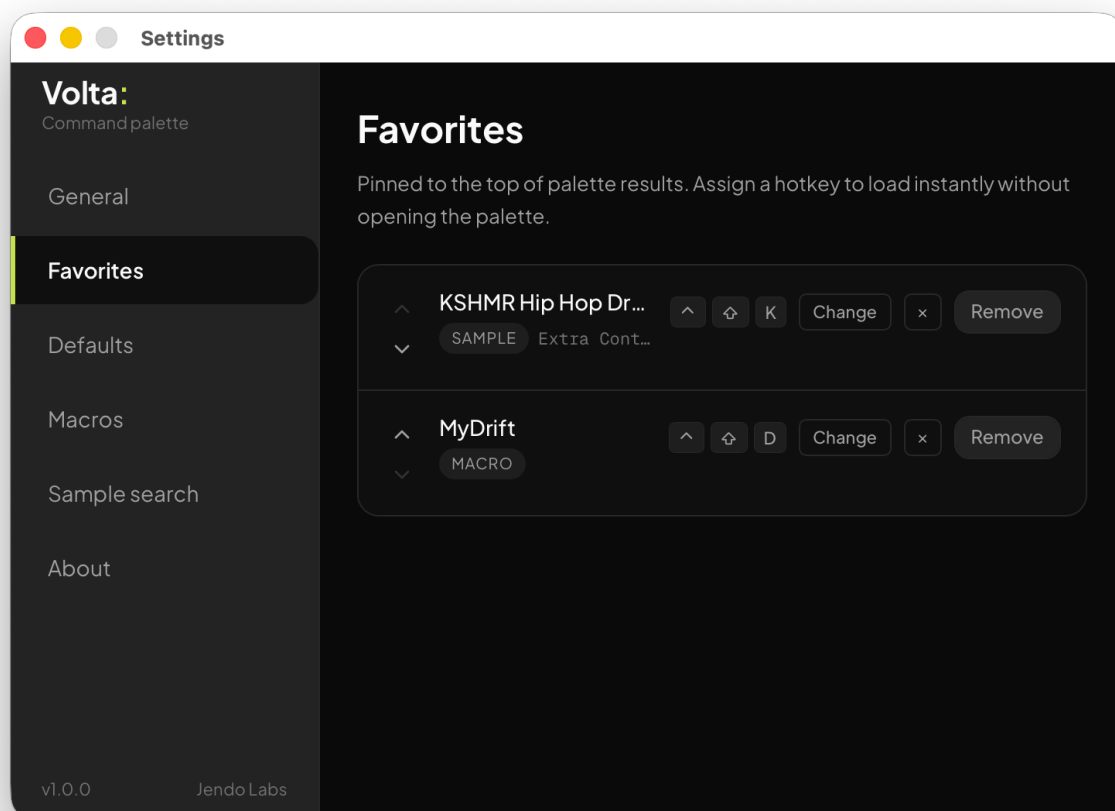 Settings
Volta:
Command palette
General
Favorites
Defaults
Macros
Sample search
About
v1.0.0
Jendo Labs
Favorites
Pinned to the top of palette results. Assign a hotkey to load instantly without
opening the palette.
KSHMR Hip Hop Dr...
SAMPLE Extra Cont…
^ ⇧ K Change × Remove
MyDrift
MACRO
^ ⇧ D Change × Remove